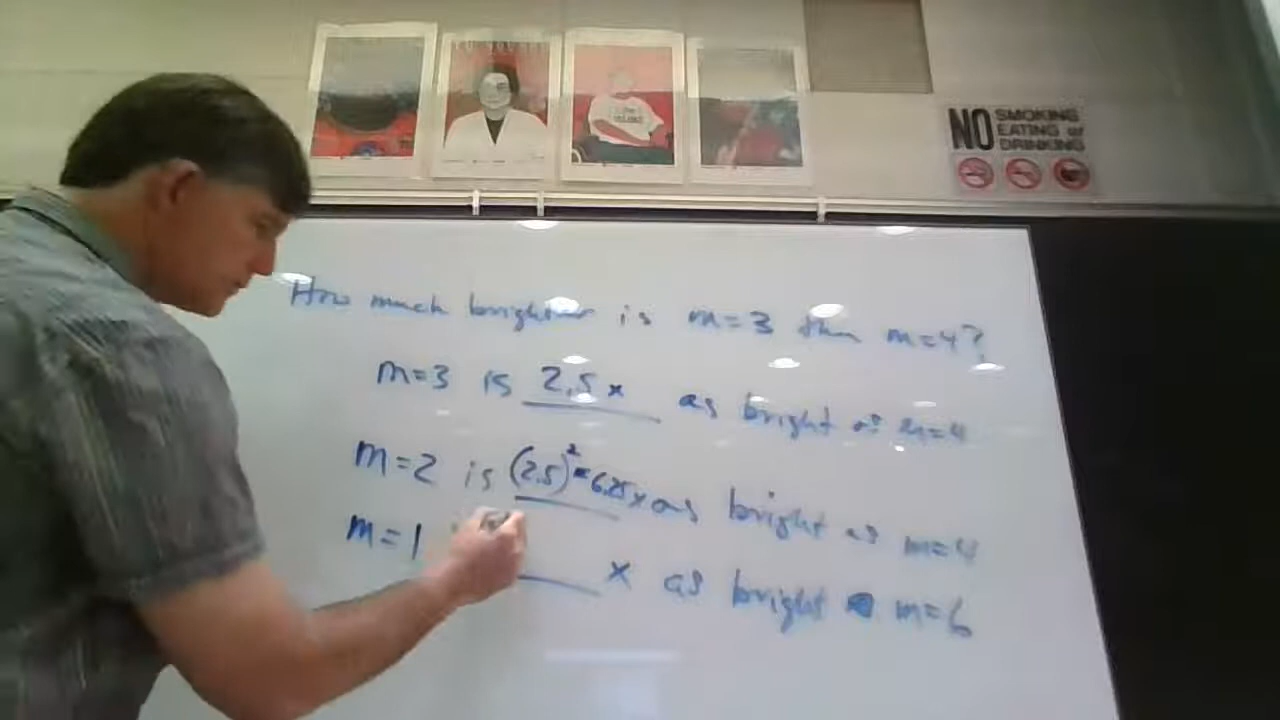 NO SMOKING
EATING or
DRINKING
How much brighter is m=3 than m=4?
m=3 is 2.5 x as bright as m=4
m=2 is (2.5)²=6.25x as bright as m=4
m=1 x as bright m=6